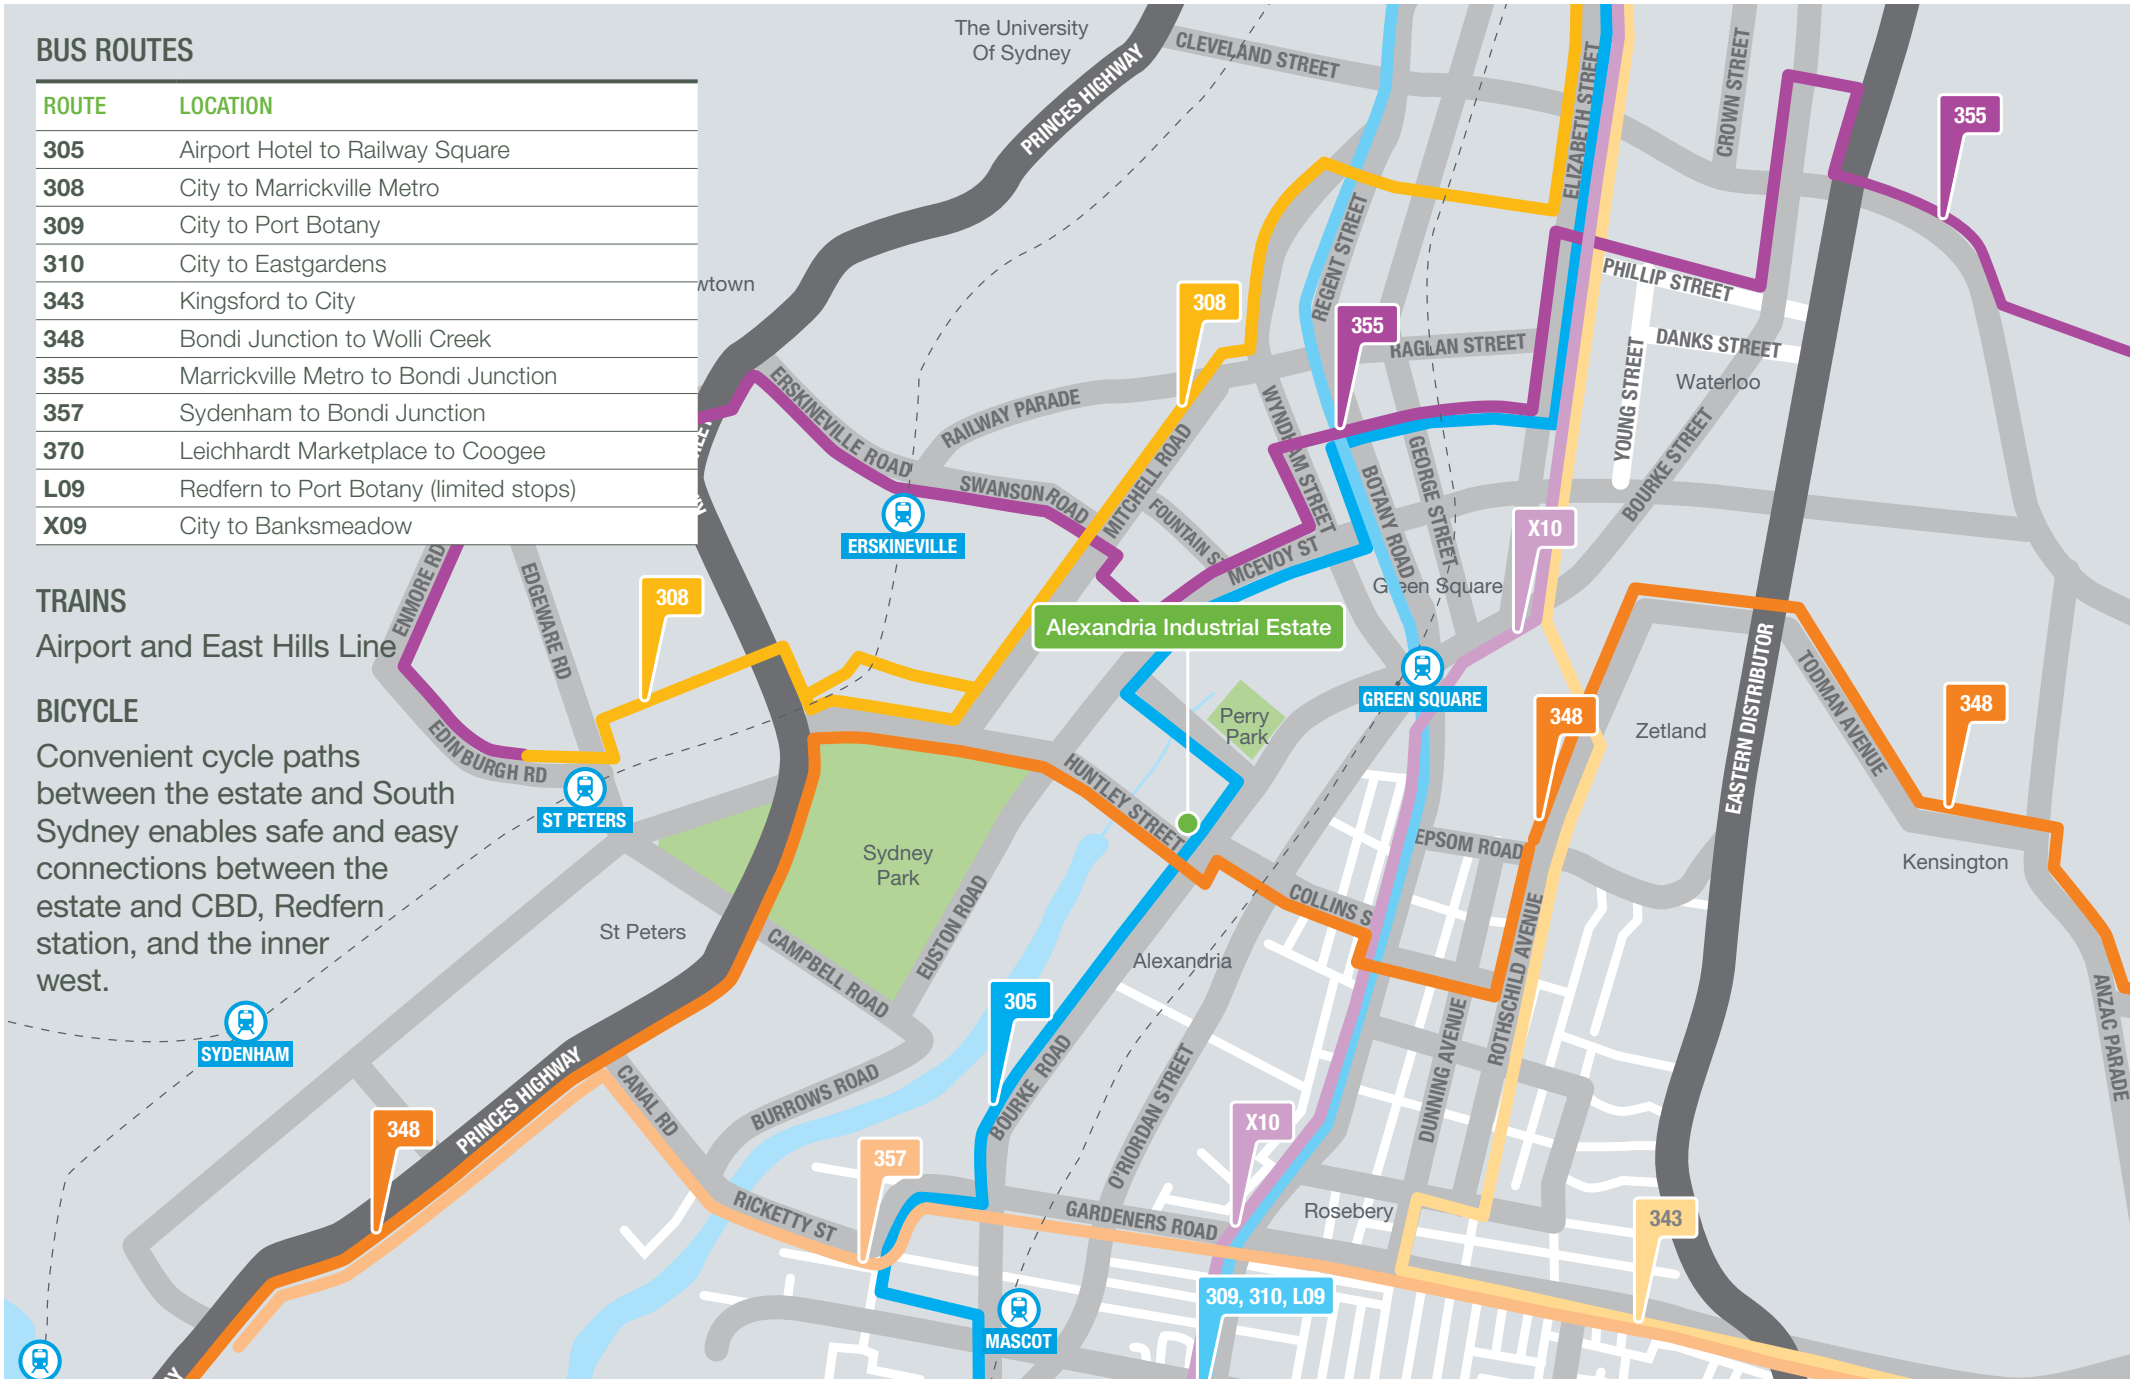 BUS ROUTES
ROUTE LOCATION
305 Airport Hotel to Railway Square
308 City to Marrickville Metro
309 City to Port Botany
310 City to Eastgardens
343 Kingsford to City
348 Bondi Junction to Wolli Creek
355 Marrickville Metro to Bondi Junction
357 Sydenham to Bondi Junction
370 Leichhardt Marketplace to Coogee
L09 Redfern to Port Botany (limited stops)
X09 City to Banksmeadow
TRAINS
Airport and East Hills Line
BICYCLE
Convenient cycle paths
between the estate and South
Sydney enables safe and easy
connections between the
estate and CBD, Redfern
station, and the inner
west.
The University
Of Sydney
PRINCES HIGHWAY
CLEVELAND STREET
ELIZABETH STREET
CROWN STREET
355
wtown
308
REGENT STREET
355
RAGLAN STREET
PHILLIP STREET
DANKS STREET
YOUNG STREET
Waterloo
BOURKE STREET
ERSKINEVILLE ROAD
RAILWAY PARADE
SWANSON ROAD
MITCHELL ROAD
FOUNTAIN S
WYNDHAM STREET
MCEVOY ST
BOTANY ROAD
GEORGE STREET
ERSKINEVILLE
X10
Green Square
ENMORE RD
EDGEWARE RD
308
Alexandria Industrial Estate
GREEN SQUARE
Perry
Park
348
Zetland
EASTERN DISTRIBUTOR
TODMAN AVENUE
348
EDINBURGH RD
ST PETERS
HUNTLEY STREET
Sydney
Park
EPSOM ROAD
Kensington
COLLINS S
St Peters
CAMPBELL ROAD
EUSTON ROAD
Alexandria
ROTHSCHILD AVENUE
DUNNING AVENUE
ANZAC PARADE
305
SYDENHAM
PRINCES HIGHWAY
CANAL RD
BURROWS ROAD
BOURKE ROAD
O'RIORDAN STREET
348
357
X10
RICKETTY ST
GARDENERS ROAD
Rosebery
343
309, 310, L09
MASCOT